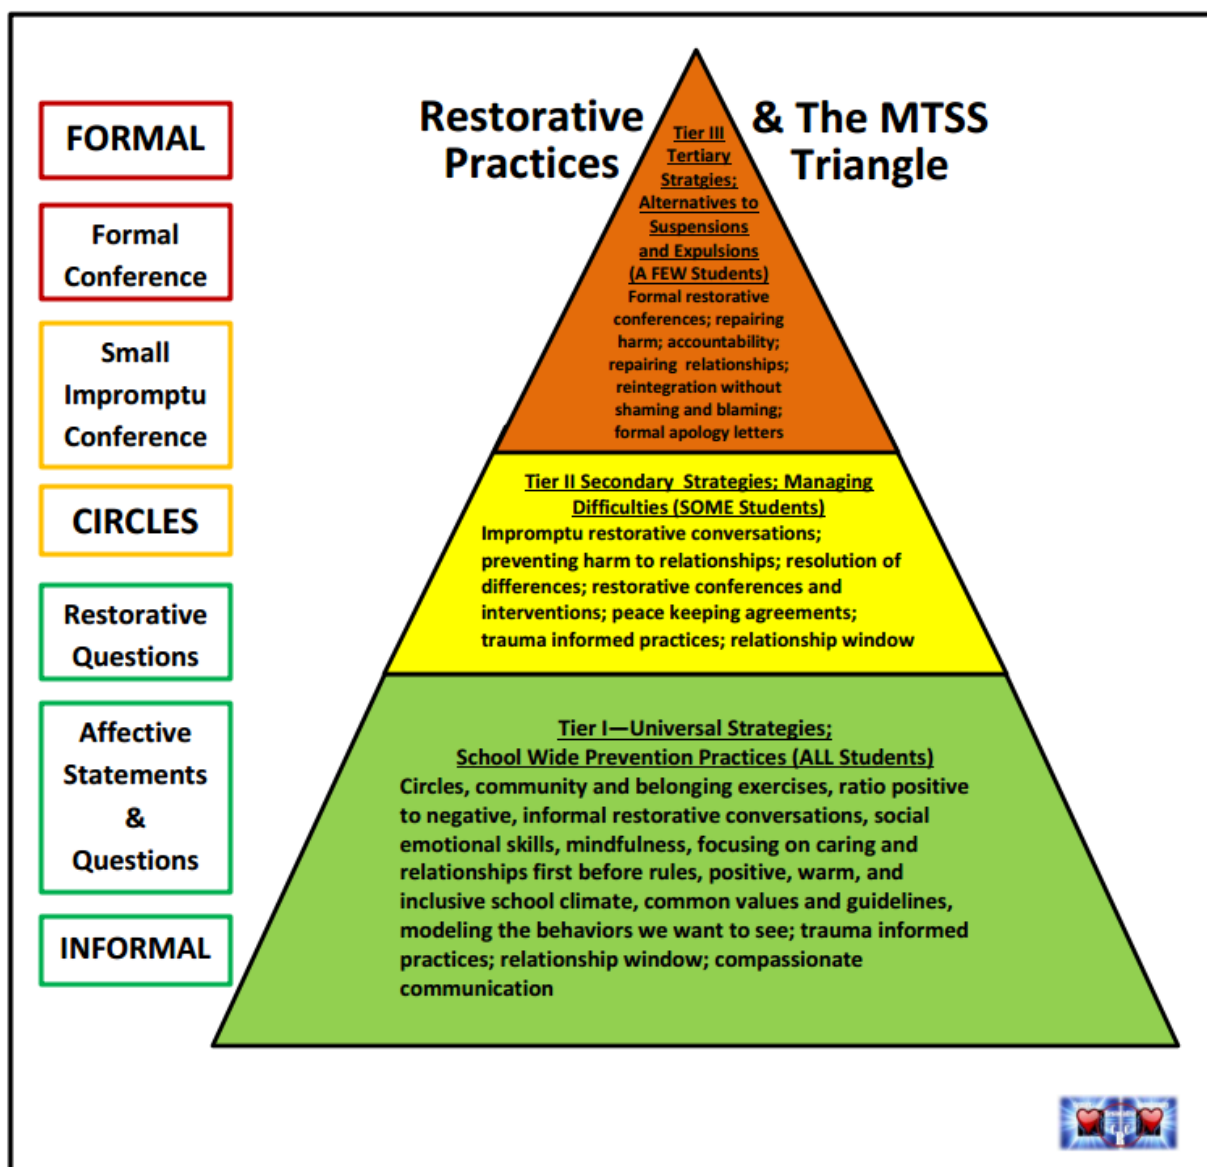 Restorative & The MTSS
Practices Triangle
FORMAL
Formal
Conference
Small
Impromptu
Conference
CIRCLES
Restorative
Questions
Affective
Statements
&
Questions
INFORMAL
Tier III
Tertiary
Stratgies;
Alternatives to
Suspensions
and Expulsions
(A FEW Students)
Formal restorative
conferences; repairing
harm; accountability;
repairing relationships;
reintegration without
shaming and blaming;
formal apology letters
Tier II Secondary Strategies; Managing
Difficulties (SOME Students)
Impromptu restorative conversations;
preventing harm to relationships; resolution of
differences; restorative conferences and
interventions; peace keeping agreements;
trauma informed practices; relationship window
Tier I—Universal Strategies;
School Wide Prevention Practices (ALL Students)
Circles, community and belonging exercises, ratio positive
to negative, informal restorative conversations, social
emotional skills, mindfulness, focusing on caring and
relationships first before rules, positive, warm, and
inclusive school climate, common values and guidelines,
modeling the behaviors we want to see; trauma informed
practices; relationship window; compassionate
communication